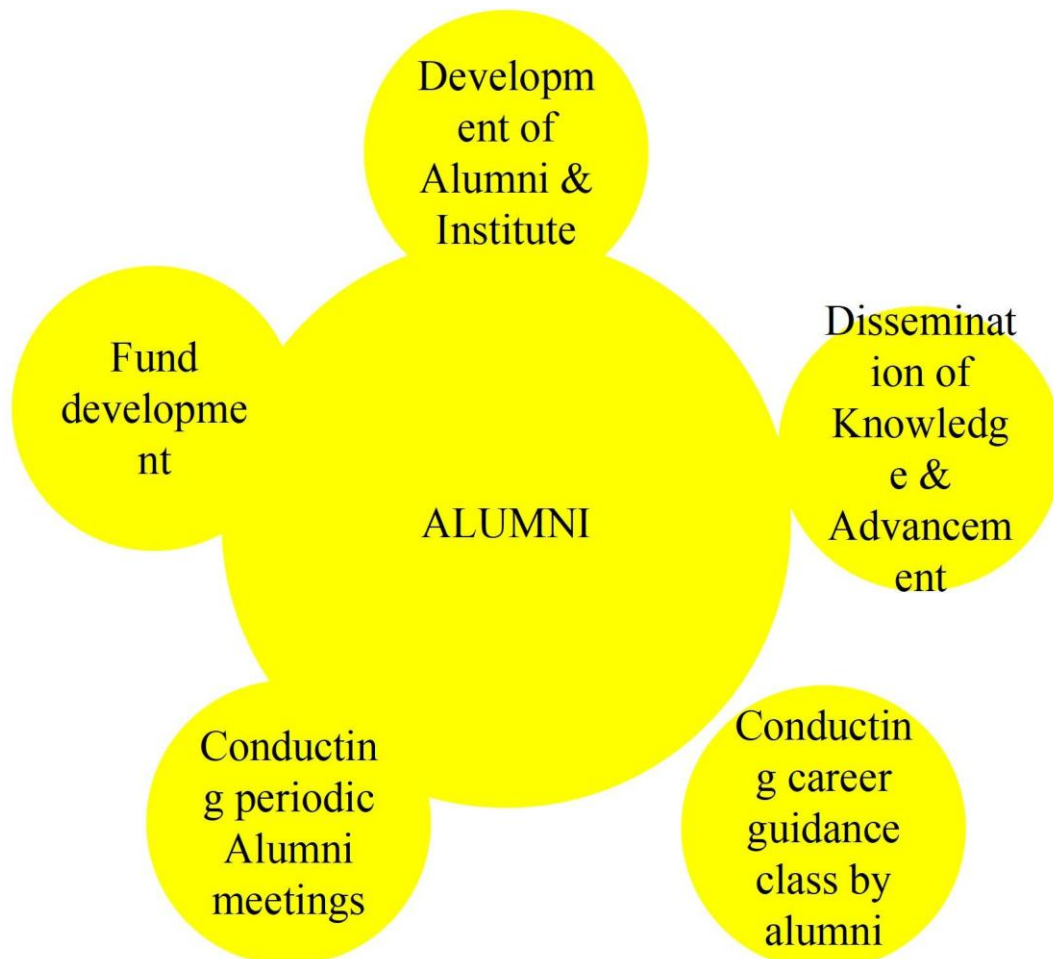 Developm
ent of
Alumni &
Institute
Fund
developme
nt
Disseminat
ion of
Knowledg
e &
Advancem
ent
ALUMNI
Conductin
g periodic
Alumni
meetings
Conductin
g career
guidance
class by
alumni